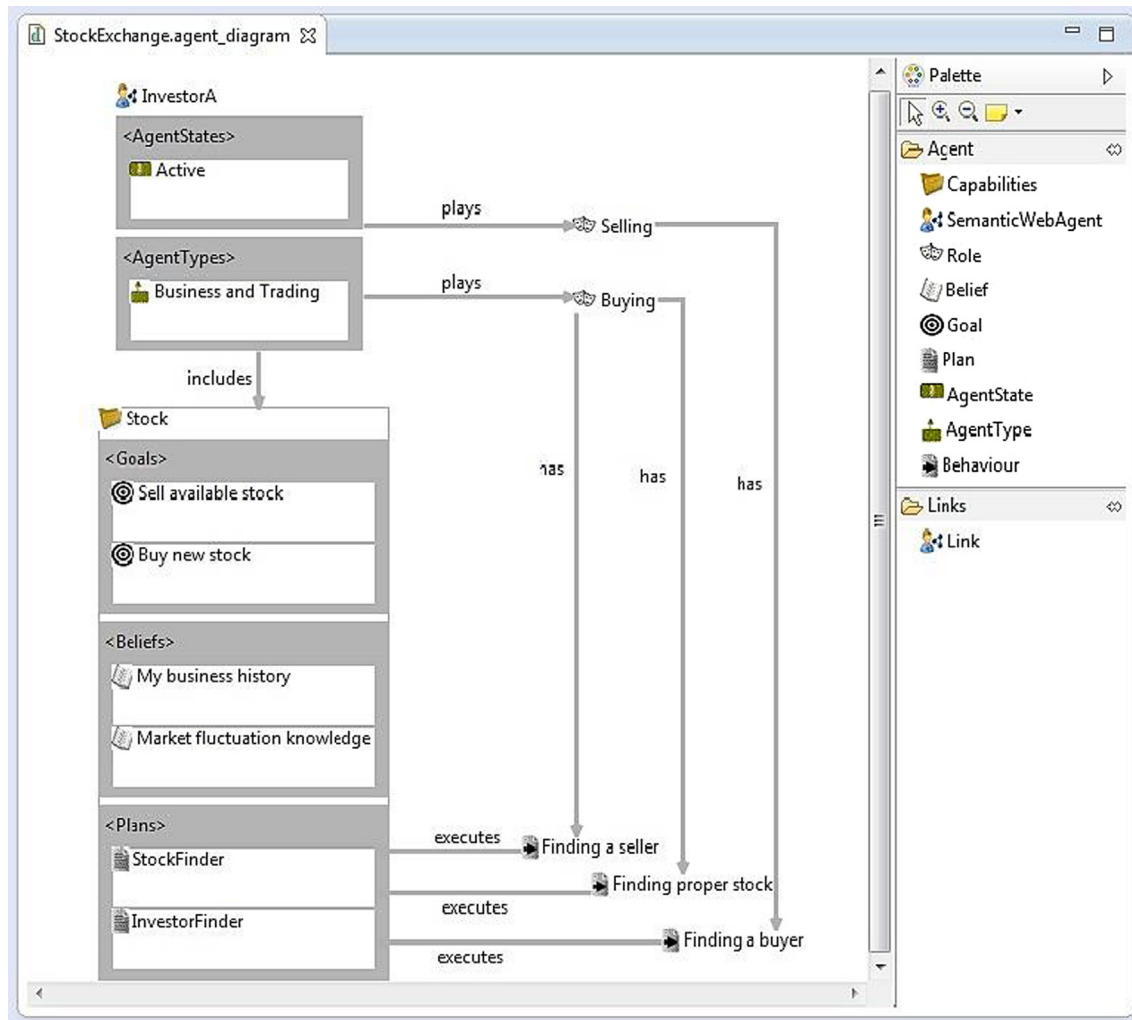 StockExchange.agent_diagram
InvestorA
<AgentStates>
Active
<AgentTypes>
Business and Trading
plays
Selling
plays
Buying
includes
Stock
<Goals>
Sell available stock
Buy new stock
<Beliefs>
My business history
Market fluctuation knowledge
<Plans>
StockFinder
InvestorFinder
has
has
has
executes
Finding a seller
Finding proper stock
executes
Finding a buyer
executes
Palette
Agent
Capabilities
SemanticWebAgent
Role
Belief
Goal
Plan
AgentState
AgentType
Behaviour
Links
Link